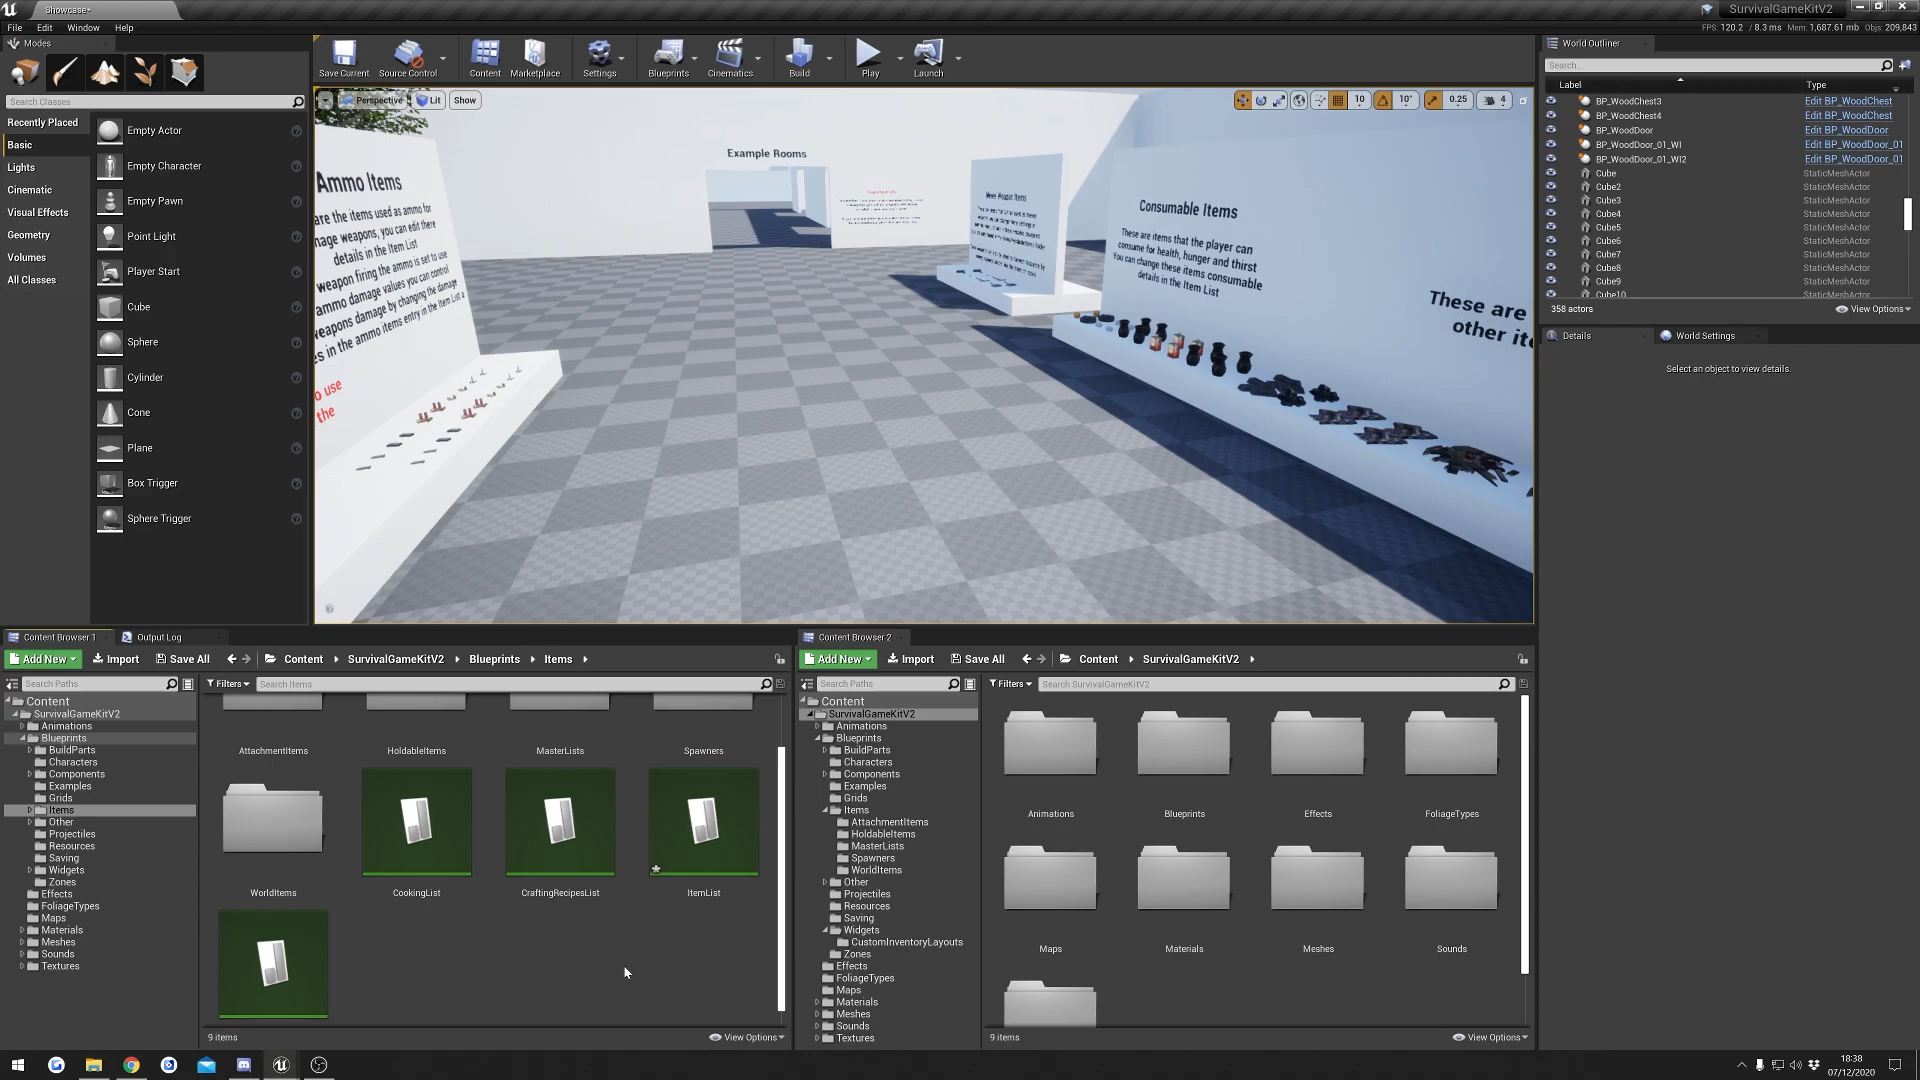 Showcase•
SurvivalGameKitV2
File Edit Window Help
FPS: 120.2 / 8.3 ms Mem: 1,687.61 mb Objs: 209,843
Modes
Search Classes
Recently Placed
Basic
Lights
Cinematic
Visual Effects
Geometry
Volumes
All Classes
Empty Actor
Empty Character
Empty Pawn
Point Light
Player Start
Cube
Sphere
Cylinder
Cone
Plane
Box Trigger
Sphere Trigger
Save Current
Source Control
Content
Marketplace
Settings
Blueprints
Cinematics
Build
Play
Launch
Perspective
Lit
Show
10
10°
0.25
4
Ammo Items
are the items used as ammo for
nage weapons, you can edit there
details in the Item List
weapon firing the ammo is set to use
ammo damage values you can control
weapons damage by changing the damage
es in the ammo items entry in the Item List
o use
the
Example Rooms
Consumable Items
These are items that the player can
consume for health, hunger and thirst
You can change these items consumable
details in the Item List
These are
other ite
World Outliner
Search...
Label Type
BP_WoodChest3 Edit BP_WoodChest
BP_WoodChest4 Edit BP_WoodChest
BP_WoodDoor Edit BP_WoodDoor
BP_WoodDoor_01_WI Edit BP_WoodDoor_01
BP_WoodDoor_01_WI2 Edit BP_WoodDoor_01
Cube StaticMeshActor
Cube2 StaticMeshActor
Cube3 StaticMeshActor
Cube4 StaticMeshActor
Cube5 StaticMeshActor
Cube6 StaticMeshActor
Cube7 StaticMeshActor
Cube8 StaticMeshActor
Cube9 StaticMeshActor
Cube10 StaticMeshActor
358 actors
View Options
Details
World Settings
Select an object to view details.
Content Browser 1
Output Log
Add New Import Save All Content SurvivalGameKitV2 Blueprints Items
Search Paths
Filters
Search Items
Content
SurvivalGameKitV2
Animations
Blueprints
BuildParts
Characters
Components
Examples
Grids
Items
Other
Projectiles
Resources
Saving
Widgets
Zones
Effects
FoliageTypes
Maps
Materials
Meshes
Sounds
Textures
AttachmentItems
HoldableItems
MasterLists
Spawners
WorldItems
CookingList
CraftingRecipesList
ItemList
9 items
View Options
Content Browser 2
Add New Import Save All Content SurvivalGameKitV2
Search Paths
Filters
Search SurvivalGameKitV2
Content
SurvivalGameKitV2
Animations
Blueprints
BuildParts
Characters
Components
Examples
Grids
Items
AttachmentItems
HoldableItems
MasterLists
Spawners
WorldItems
Other
Projectiles
Resources
Saving
Widgets
CustomInventoryLayouts
Zones
Effects
FoliageTypes
Maps
Materials
Meshes
Sounds
Textures
Animations
Blueprints
Effects
FoliageTypes
Maps
Materials
Meshes
Sounds
9 items
View Options
18:38
07/12/2020